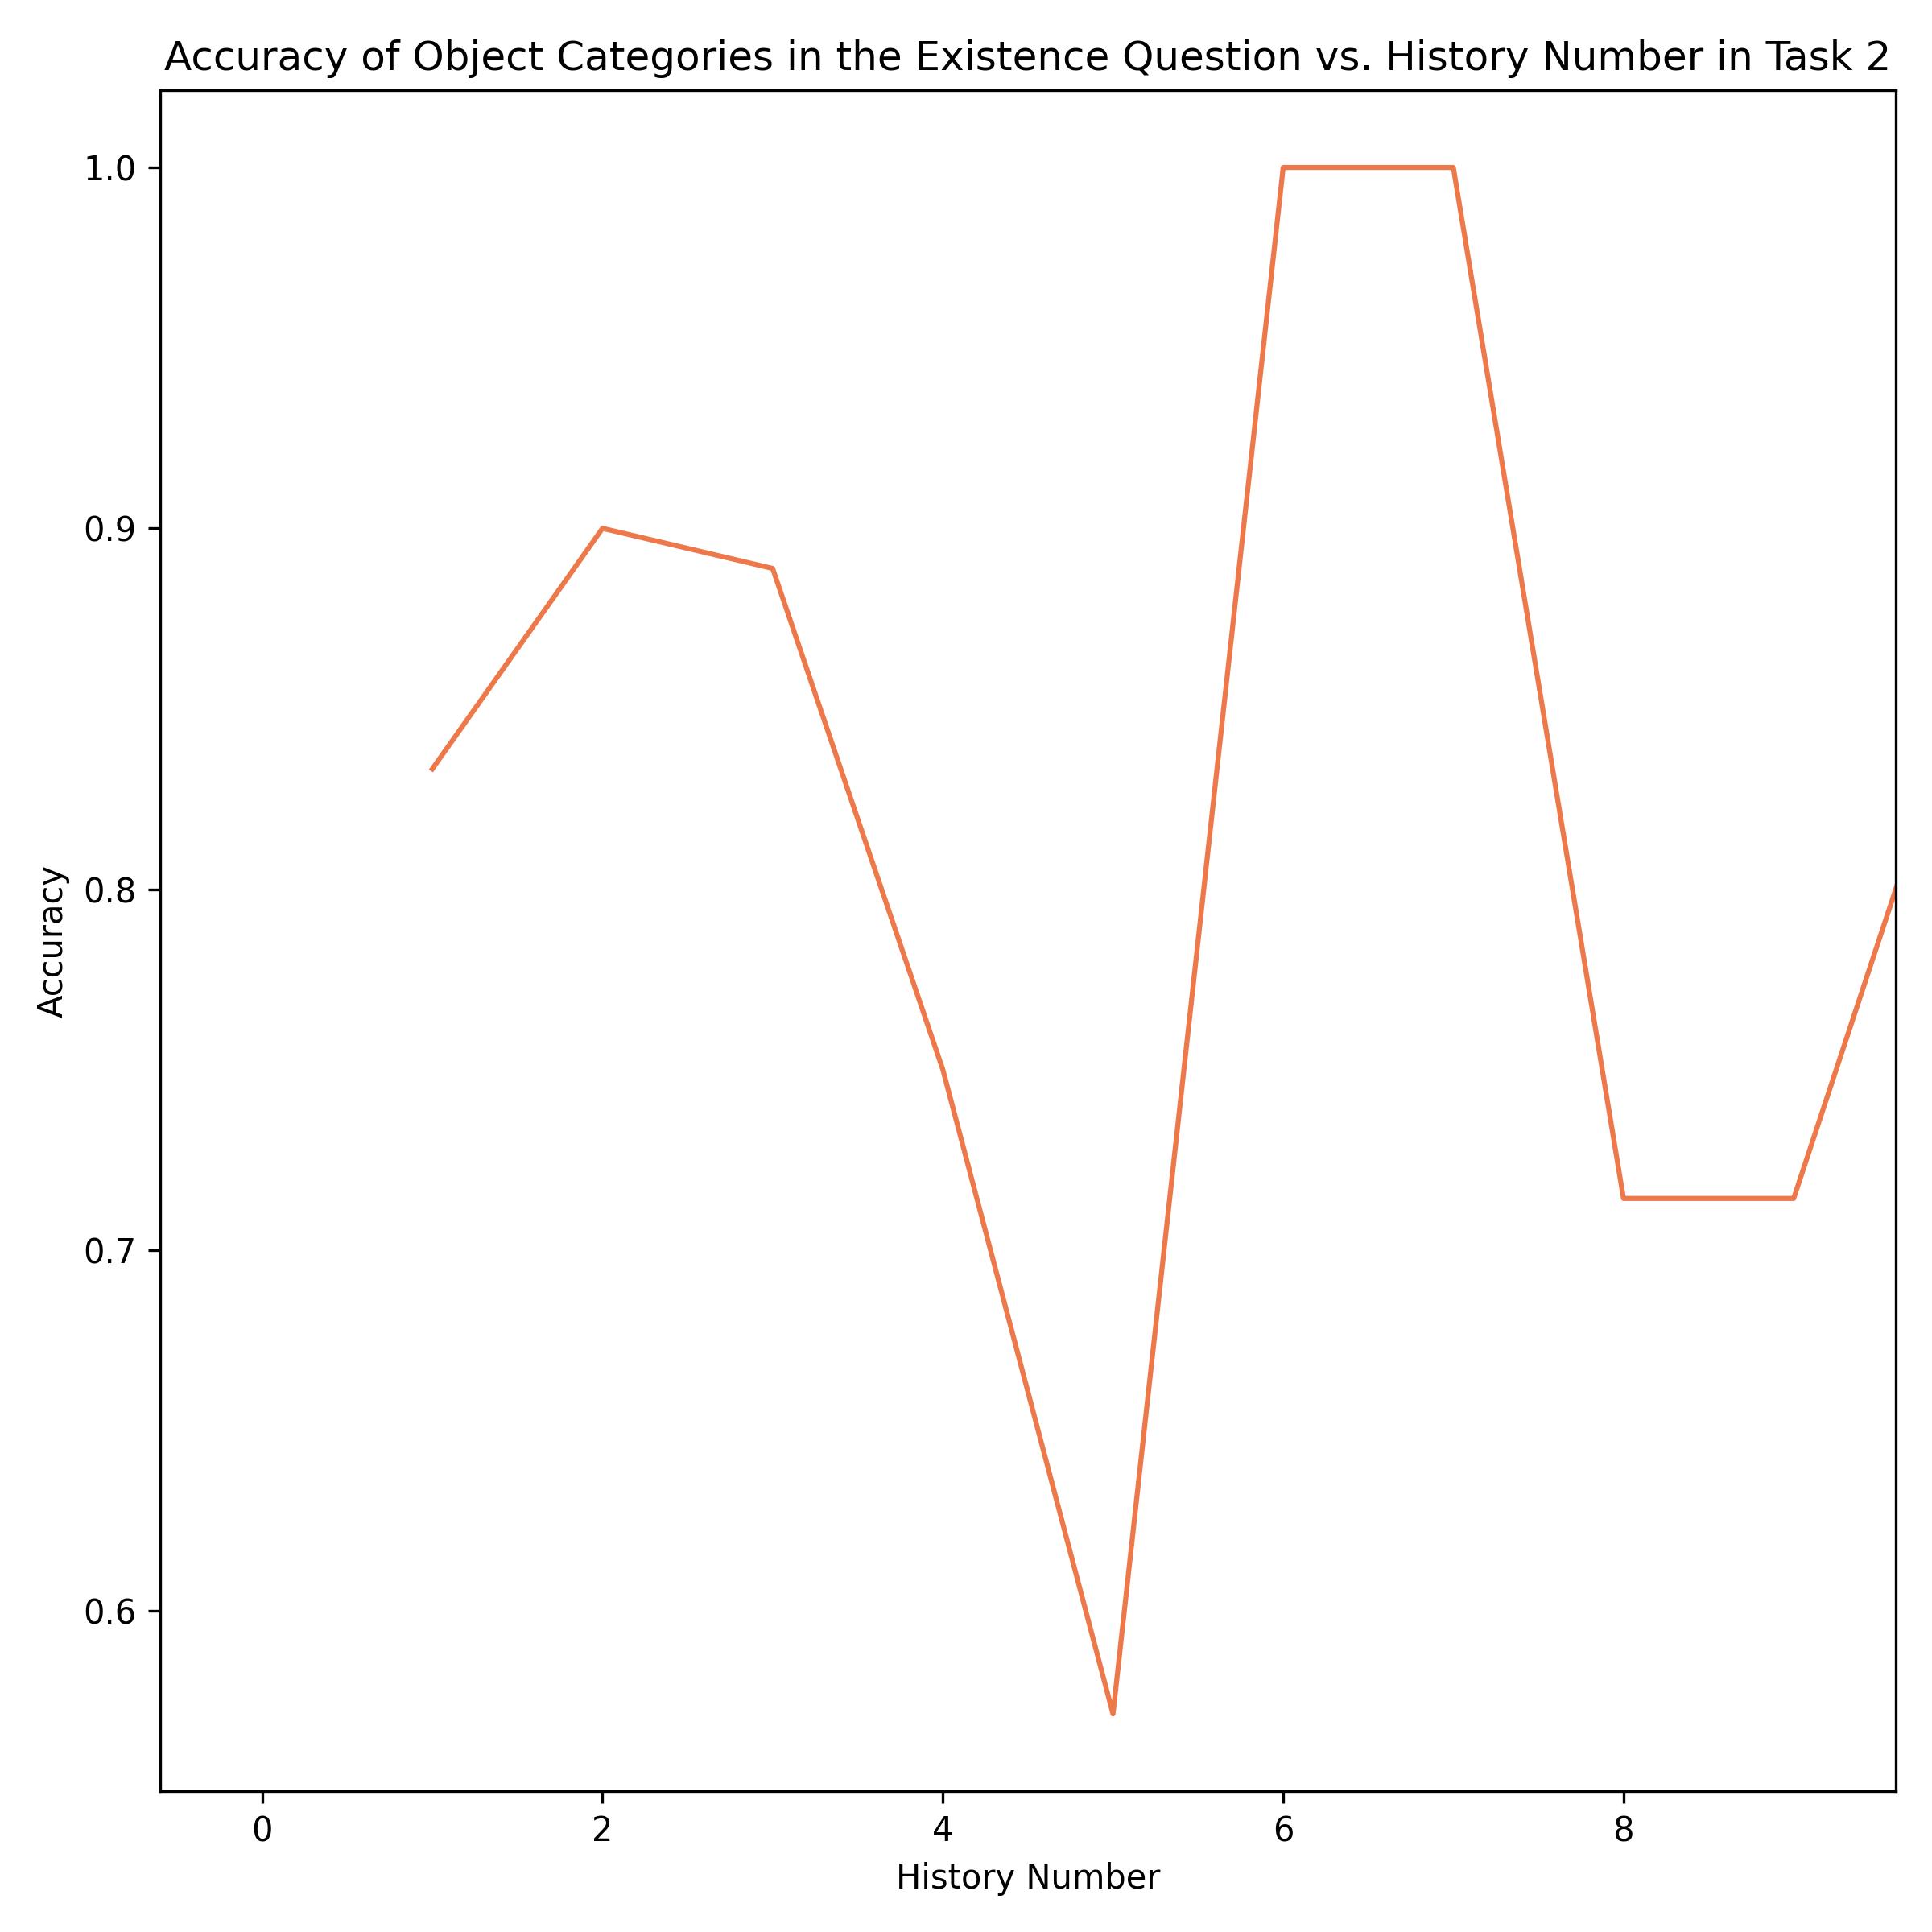 Accuracy of Object Categories in the Existence Question vs. History Number in Task 2
1.0
0.9
0.8
0.7
0.6
Accuracy
0 2 4 6 8
History Number